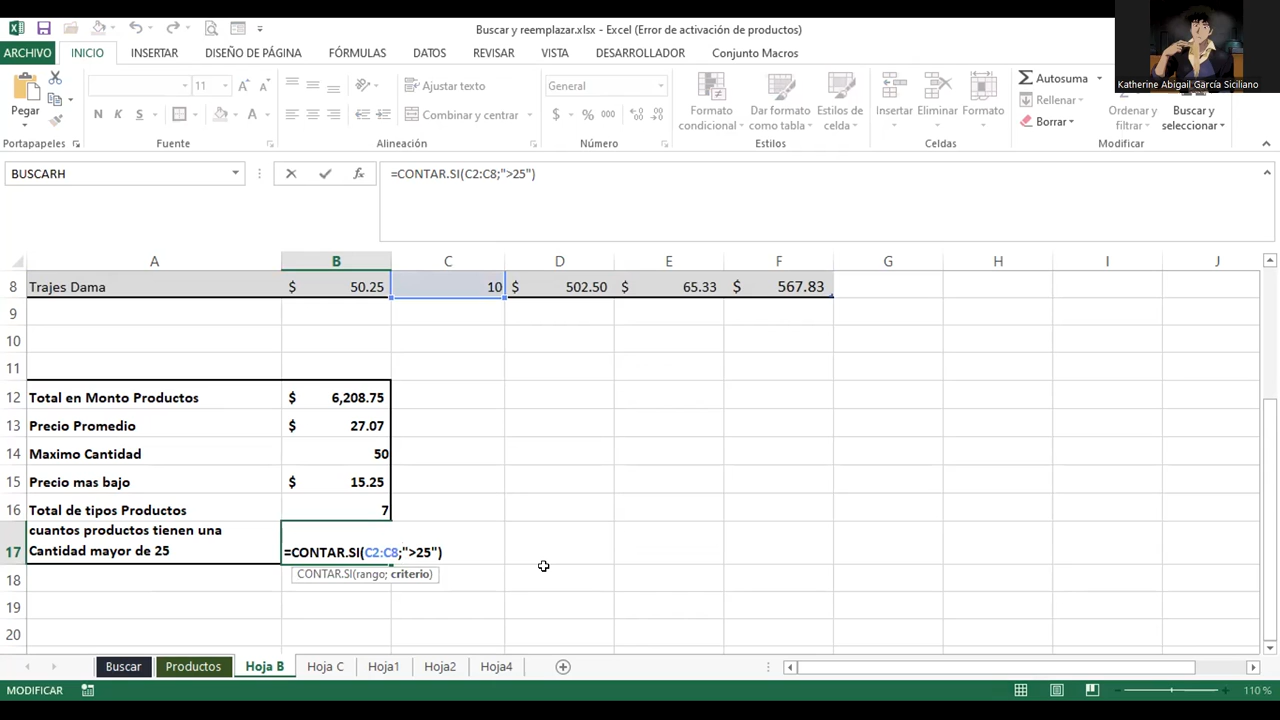 Buscar y reemplazar.xlsx - Excel (Error de activación de productos)
Katherine Abigail García Siciliano
ARCHIVO INICIO INSERTAR DISEÑO DE PÁGINA FÓRMULAS DATOS REVISAR VISTA DESARROLLADOR Conjunto Macros
Pegar
Portapapeles
11
N K S
Fuente
Ajustar texto
Combinar y centrar
Alineación
General
$ % 000
Número
Formato condicional
Dar formato como tabla
Estilos de celda
Estilos
Insertar
Eliminar
Formato
Celdas
Autosuma
Rellenar
Borrar
Ordenar y filtrar
Buscar y seleccionar
Modificar
BUSCARH
=CONTAR.SI(C2:C8;">25")
A B C D E F G H I J
8 Trajes Dama $ 50.25 10 $ 502.50 $ 65.33 $ 567.83
9
10
11
12 Total en Monto Productos $ 6,208.75
13 Precio Promedio $ 27.07
14 Maximo Cantidad 50
15 Precio mas bajo $ 15.25
16 Total de tipos Productos 7
cuantos productos tienen una
17 Cantidad mayor de 25 =CONTAR.SI(C2:C8;">25")
CONTAR.SI(rango; criterio)
18
19
20
Buscar Productos Hoja B Hoja C Hoja1 Hoja2 Hoja4
MODIFICAR 110 %